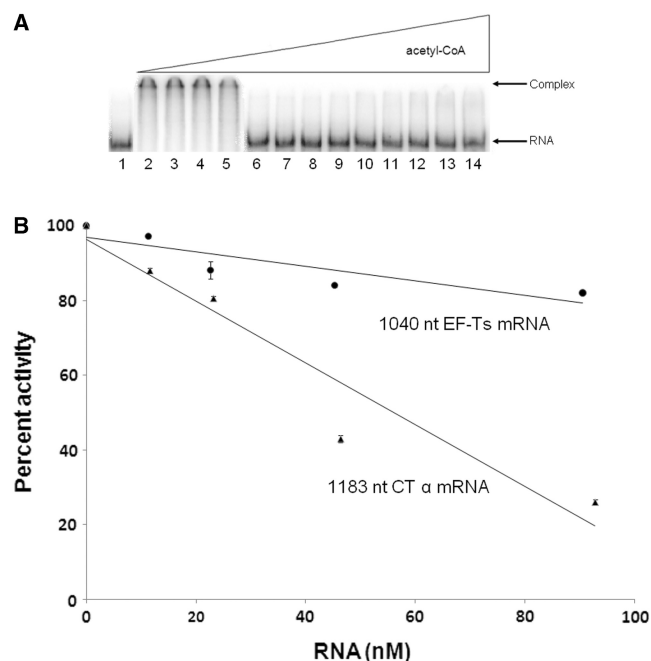 A
acetyl-CoA
Complex
RNA
1 2 3 4 5 6 7 8 9 10 11 12 13 14
B
100
80
60
40
20
0
Percent activity
1040 nt EF-Ts mRNA
1183 nt CT α mRNA
0 20 40 60 80 100
RNA (nM)